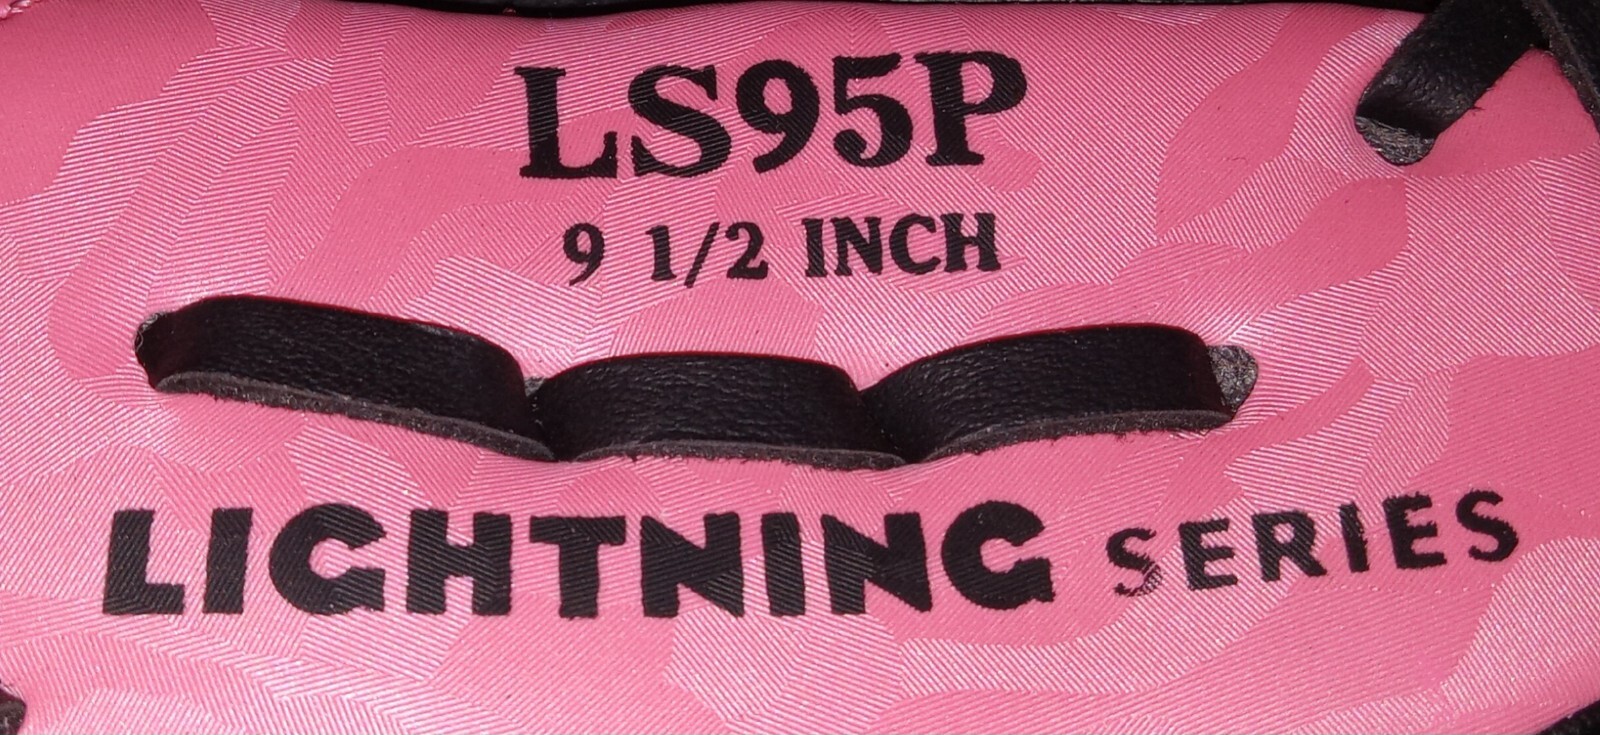 LS95P
9 1/2 INCH
LIGHTNING SERIES